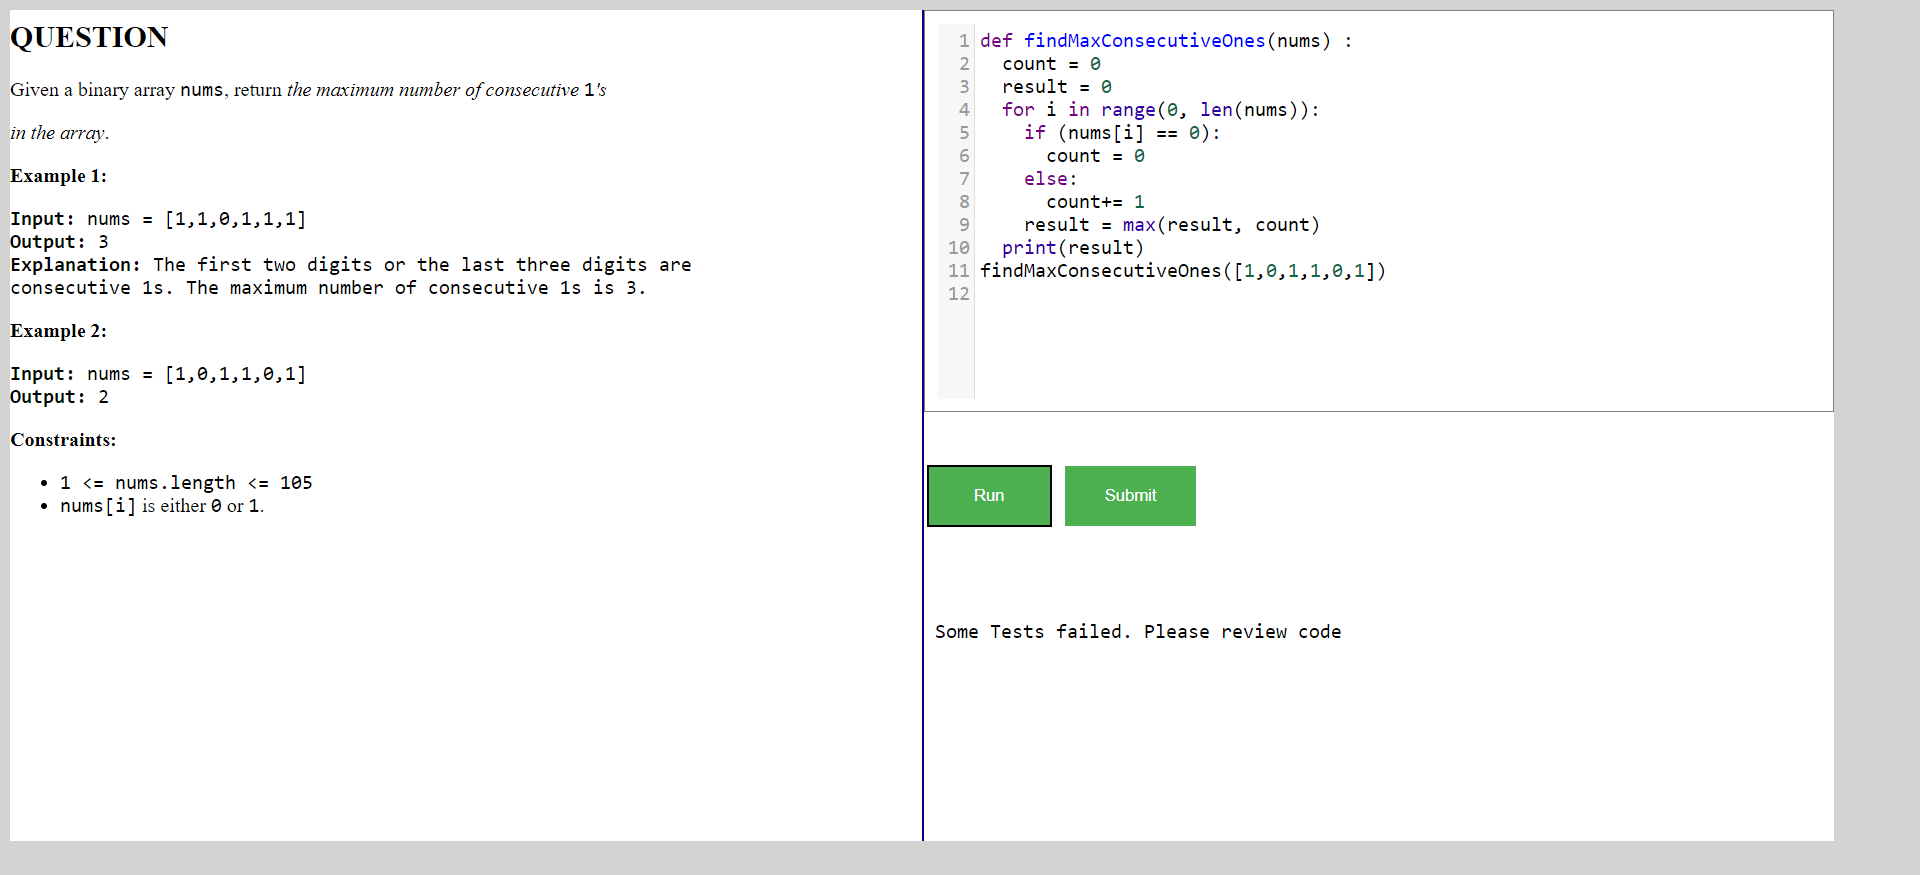 QUESTION
Given a binary array nums, return the maximum number of consecutive 1's
in the array.
Example 1:
Input: nums = [1,1,0,1,1,1]
Output: 3
Explanation: The first two digits or the last three digits are
consecutive 1s. The maximum number of consecutive 1s is 3.
Example 2:
Input: nums = [1,0,1,1,0,1]
Output: 2
Constraints:
• 1 <= nums.length <= 105
• nums[i] is either 0 or 1.
1 def findMaxConsecutiveOnes(nums) :
2   count = 0
3   result = 0
4   for i in range(0, len(nums)):
5     if (nums[i] == 0):
6       count = 0
7     else:
8       count+= 1
9     result = max(result, count)
10   print(result)
11 findMaxConsecutiveOnes([1,0,1,1,0,1])
12
Run Submit
Some Tests failed. Please review code